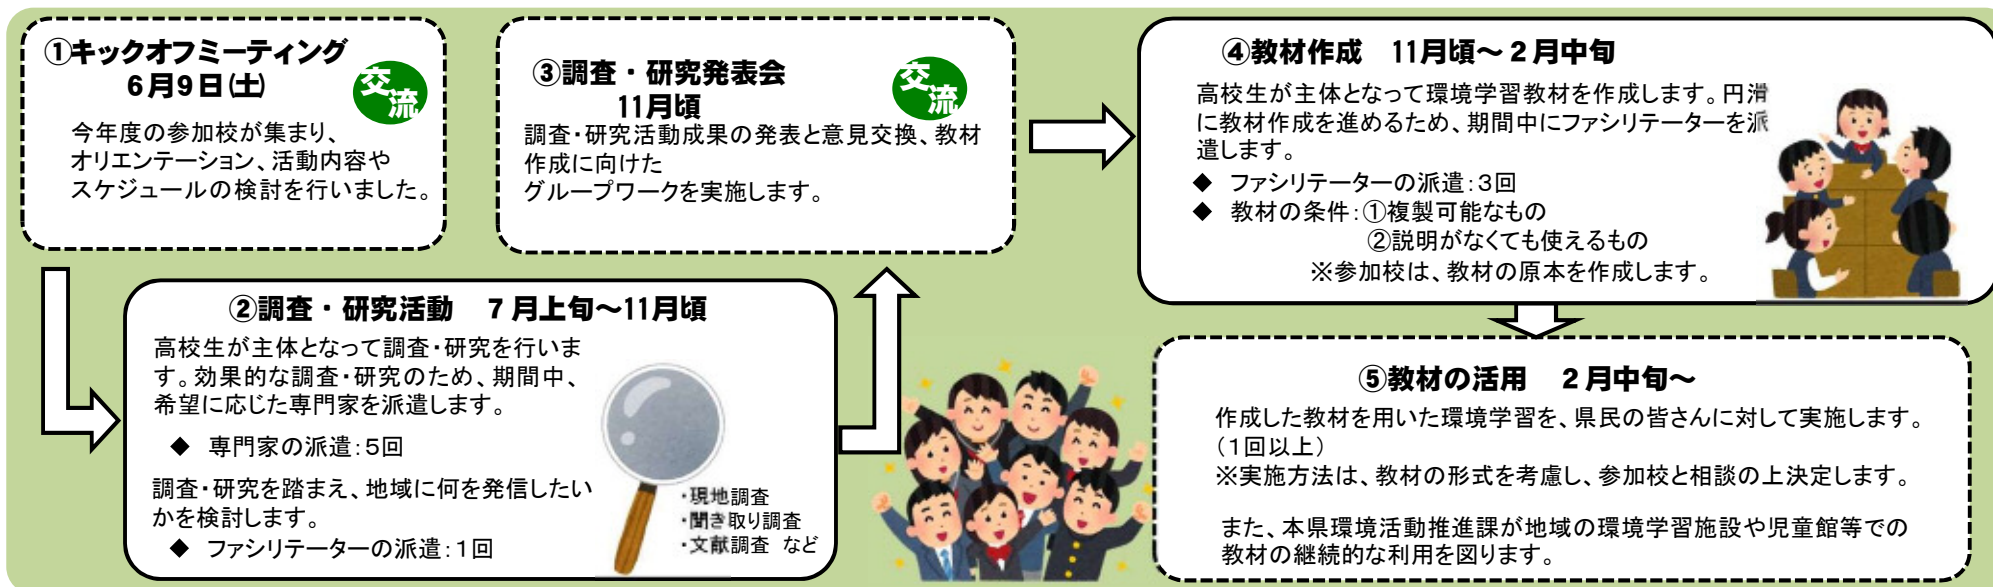 ①キックオフミーティング
6月9日(土)
交流
今年度の参加校が集まり、
オリエンテーション、活動内容や
スケジュールの検討を行いました。
②調査・研究活動　7月上旬～11月頃
高校生が主体となって調査・研究を行いま
す。効果的な調査・研究のため、期間中、
希望に応じた専門家を派遣します。
◆ 専門家の派遣：5回
調査・研究を踏まえ、地域に何を発信したい
かを検討します。
◆ ファシリテーターの派遣：1回
・現地調査
・聞き取り調査
・文献調査 など
③調査・研究発表会
11月頃
交流
調査・研究活動成果の発表と意見交換、教材
作成に向けた
グループワークを実施します。
④教材作成　11月頃～2月中旬
高校生が主体となって環境学習教材を作成します。円滑
に教材作成を進めるため、期間中にファシリテーターを派
遣します。
◆ ファシリテーターの派遣：3回
◆ 教材の条件：①複製可能なもの
②説明がなくても使えるもの
※参加校は、教材の原本を作成します。
⑤教材の活用　2月中旬～
作成した教材を用いた環境学習を、県民の皆さんに対して実施します。
（1回以上）
※実施方法は、教材の形式を考慮し、参加校と相談の上決定します。
また、本県環境活動推進課が地域の環境学習施設や児童館等での
教材の継続的な利用を図ります。